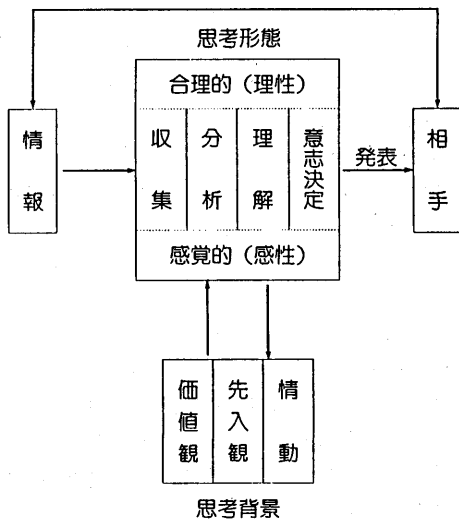 思考形態
合理的（理性）
情報
収集
分析
理解
意志決定
発表
相手
感覚的（感性）
価値観
先入観
情動
思考背景